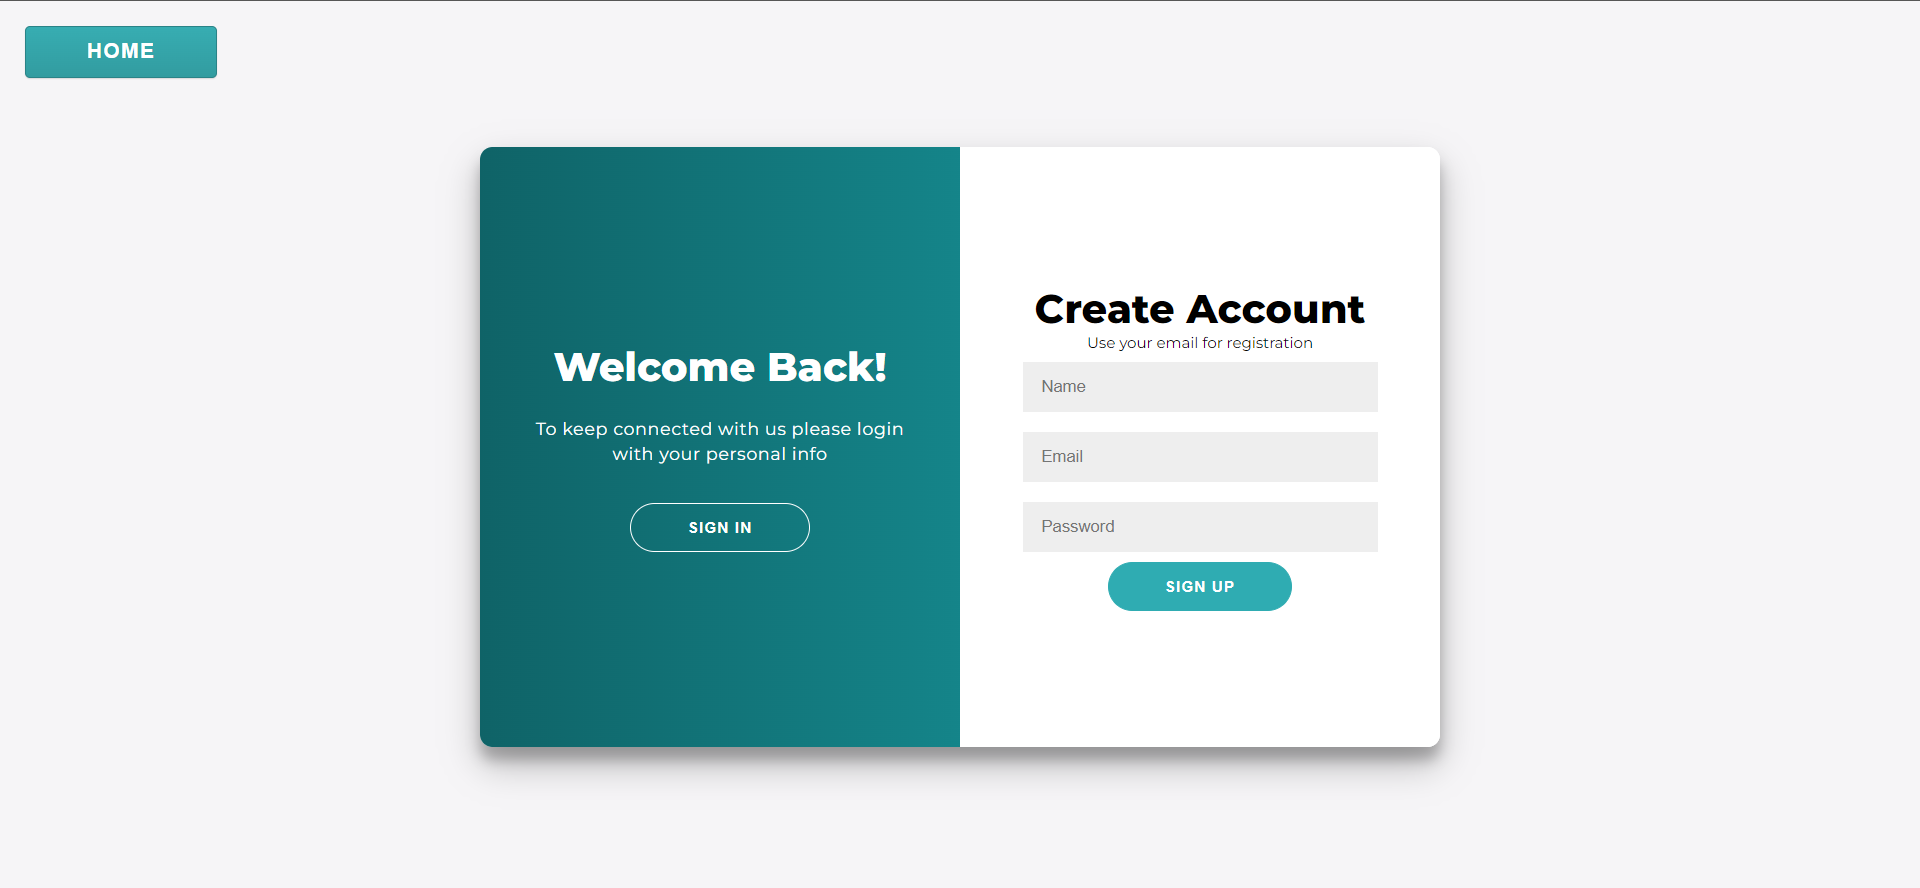 HOME
Welcome Back!
To keep connected with us please login
with your personal info
SIGN IN
Create Account
Use your email for registration
Name
Email
Password
SIGN UP